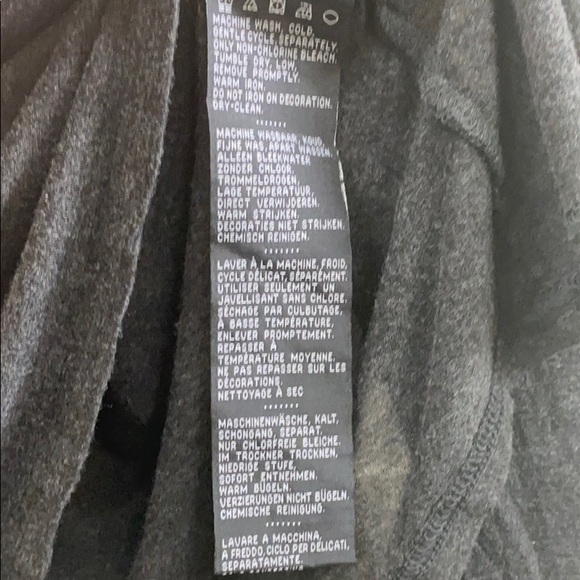 MACHINE WASH, COLD,
GENTLE CYCLE, SEPARATELY.
ONLY NON-CHLORINE BLEACH.
TUMBLE DRY, LOW.
REMOVE PROMPTLY.
WARM IRON.
DO NOT IRON ON DECORATION.
DRY-CLEAN.
MACHINE WASBAAR, KOUD,
FIJNE WAS, APART WASSEN.
ALLEEN BLEEKWATER
ZONDER CHLOOR.
TROMMELDROGEN,
LAGE TEMPERATUUR,
DIRECT VERWIJDEREN.
WARM STRIJKEN.
DECORATIES NIET STRIJKEN.
CHEMISCH REINIGEN.
LAVER À LA MACHINE, FROID,
CYCLE DÉLICAT, SÉPARÉMENT.
UTILISER SEULEMENT UN
JAVELLISANT SANS CHLORE.
SÉCHAGE PAR CULBUTAGE,
À BASSE TEMPÉRATURE,
ENLEVER PROMPTEMENT.
REPASSER À
TEMPÉRATURE MOYENNE.
NE PAS REPASSER SUR LES
DÉCORATIONS.
NETTOYAGE À SEC
MASCHINENWÄSCHE, KALT,
SCHONGANG, SEPARAT.
NUR CHLORFREIE BLEICHE.
IM TROCKNER TROCKNEN,
NIEDRIGE STUFE,
SOFORT ENTNEHMEN.
WARM BÜGELN.
VERZIERUNGEN NICHT BÜGELN.
CHEMISCHE REINIGUNG.
LAVARE A MACCHINA,
A FREDDO, CICLO PER DELICATI,
SEPARATAMENTE.